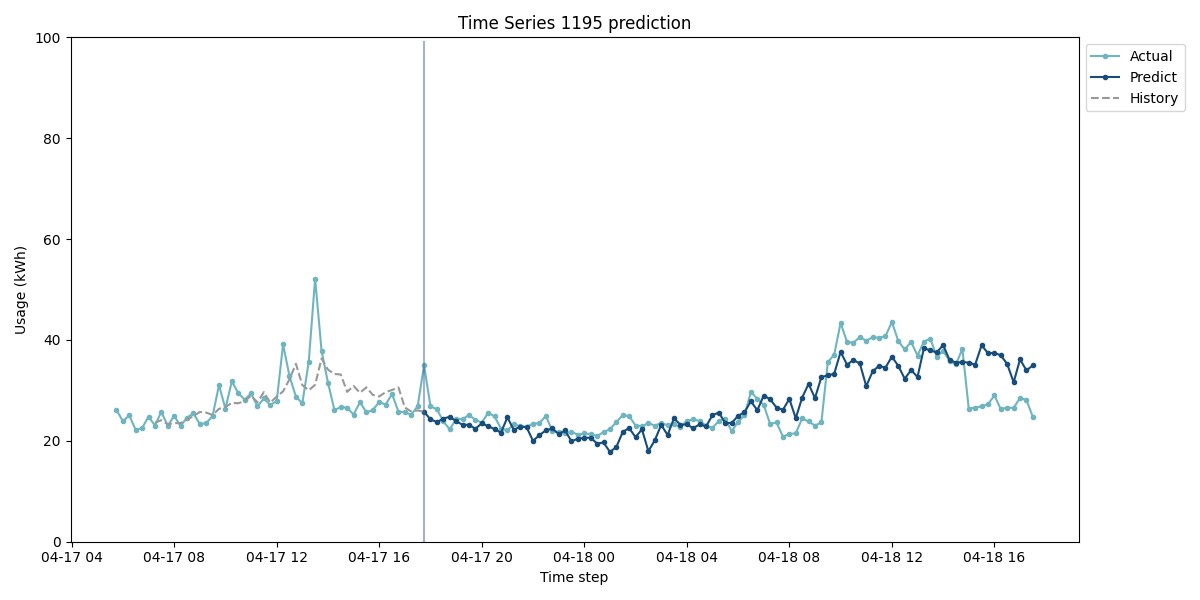 Time Series 1195 prediction
100
80
60
40
20
0
Usage (kWh)
04-17 04 04-17 08 04-17 12 04-17 16 04-17 20 04-18 00 04-18 04 04-18 08 04-18 12 04-18 16
Time step
Actual
Predict
History